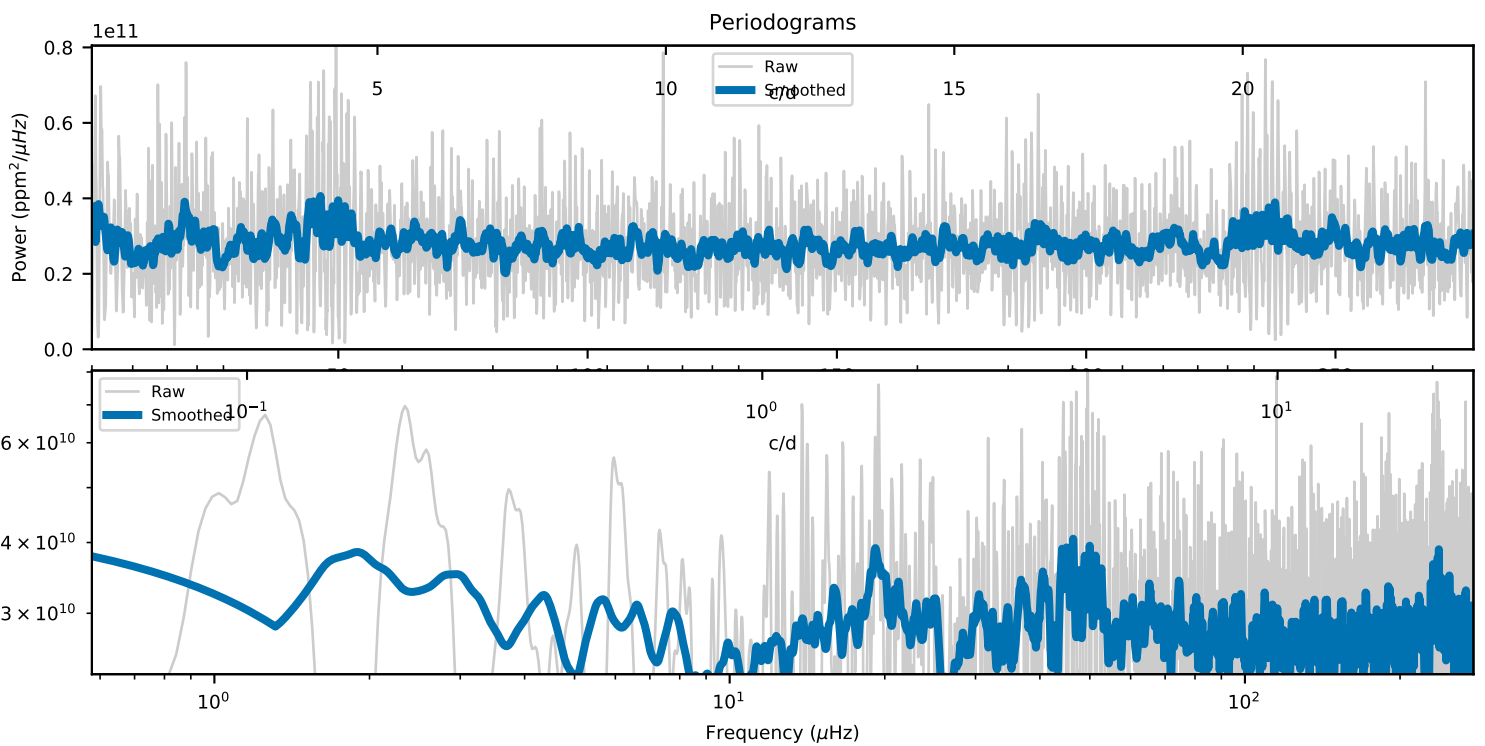 Periodograms
1e11
0.8
0.6
0.4
0.2
0.0
Power (ppm²/μHz)
5 10 15 20
c/d
Raw
Smoothed
Raw
Smoothed
10⁻¹ 10⁰ 10¹
c/d
6 × 10¹⁰
4 × 10¹⁰
3 × 10¹⁰
10⁰ 10¹ 10²
Frequency (μHz)